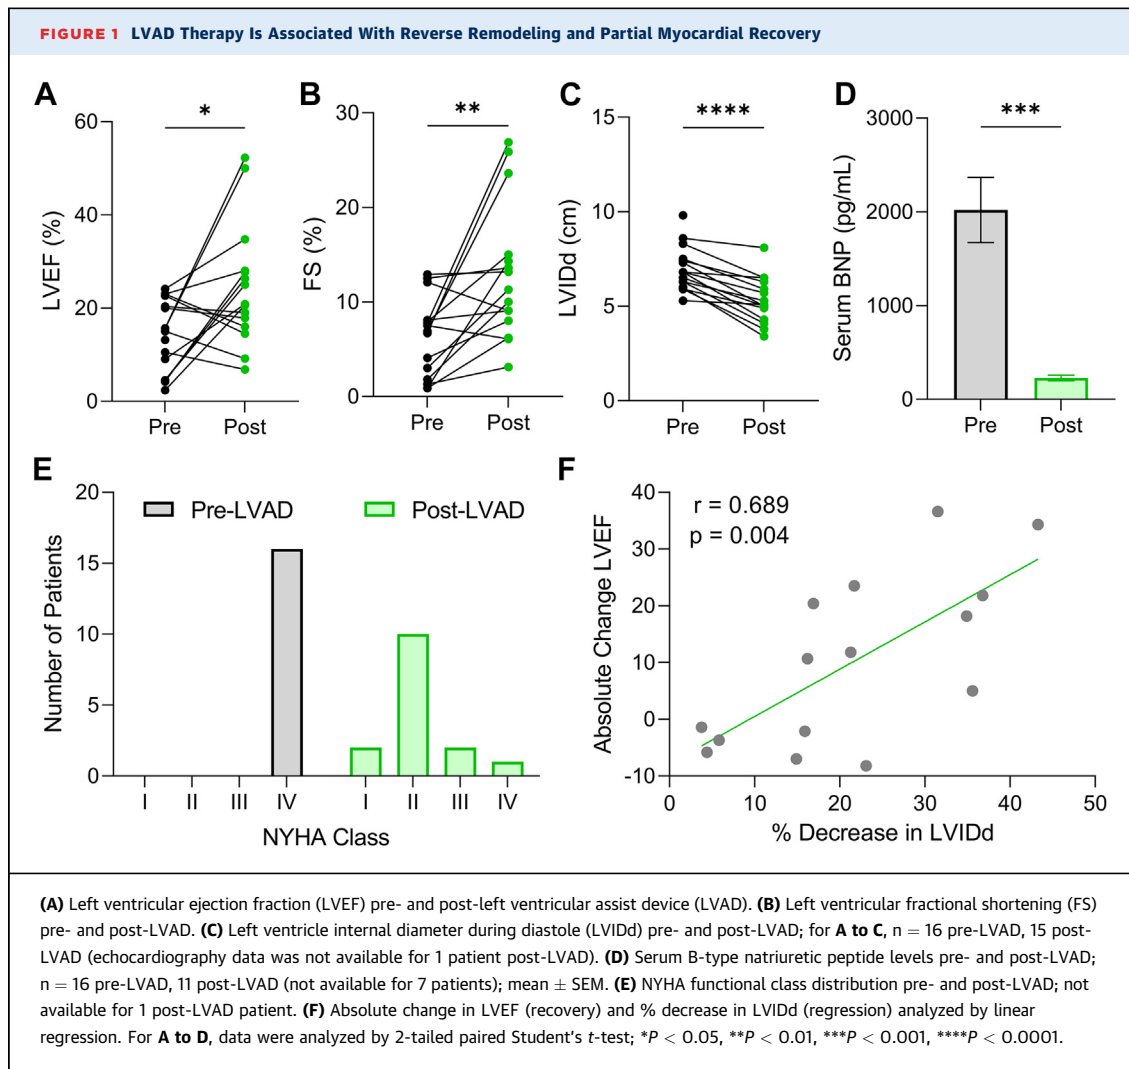 FIGURE 1 LVAD Therapy Is Associated With Reverse Remodeling and Partial Myocardial Recovery
A
*
LVEF (%)
60
40
20
0
Pre Post
B
**
FS (%)
30
20
10
0
Pre Post
C
****
LVIDd (cm)
15
10
5
0
Pre Post
D
***
Serum BNP (pg/mL)
3000
2000
1000
0
Pre Post
E
Number of Patients
20
15
10
5
0
Pre-LVAD Post-LVAD
I II III IV I II III IV
NYHA Class
F
Absolute Change LVEF
40
30
20
10
0
-10
r = 0.689
p = 0.004
0 10 20 30 40 50
% Decrease in LVIDd
(A) Left ventricular ejection fraction (LVEF) pre- and post-left ventricular assist device (LVAD). (B) Left ventricular fractional shortening (FS)
pre- and post-LVAD. (C) Left ventricle internal diameter during diastole (LVIDd) pre- and post-LVAD; for A to C, n = 16 pre-LVAD, 15 post-
LVAD (echocardiography data was not available for 1 patient post-LVAD). (D) Serum B-type natriuretic peptide levels pre- and post-LVAD;
n = 16 pre-LVAD, 11 post-LVAD (not available for 7 patients); mean ± SEM. (E) NYHA functional class distribution pre- and post-LVAD; not
available for 1 post-LVAD patient. (F) Absolute change in LVEF (recovery) and % decrease in LVIDd (regression) analyzed by linear
regression. For A to D, data were analyzed by 2-tailed paired Student's t-test; *P < 0.05, **P < 0.01, ***P < 0.001, ****P < 0.0001.